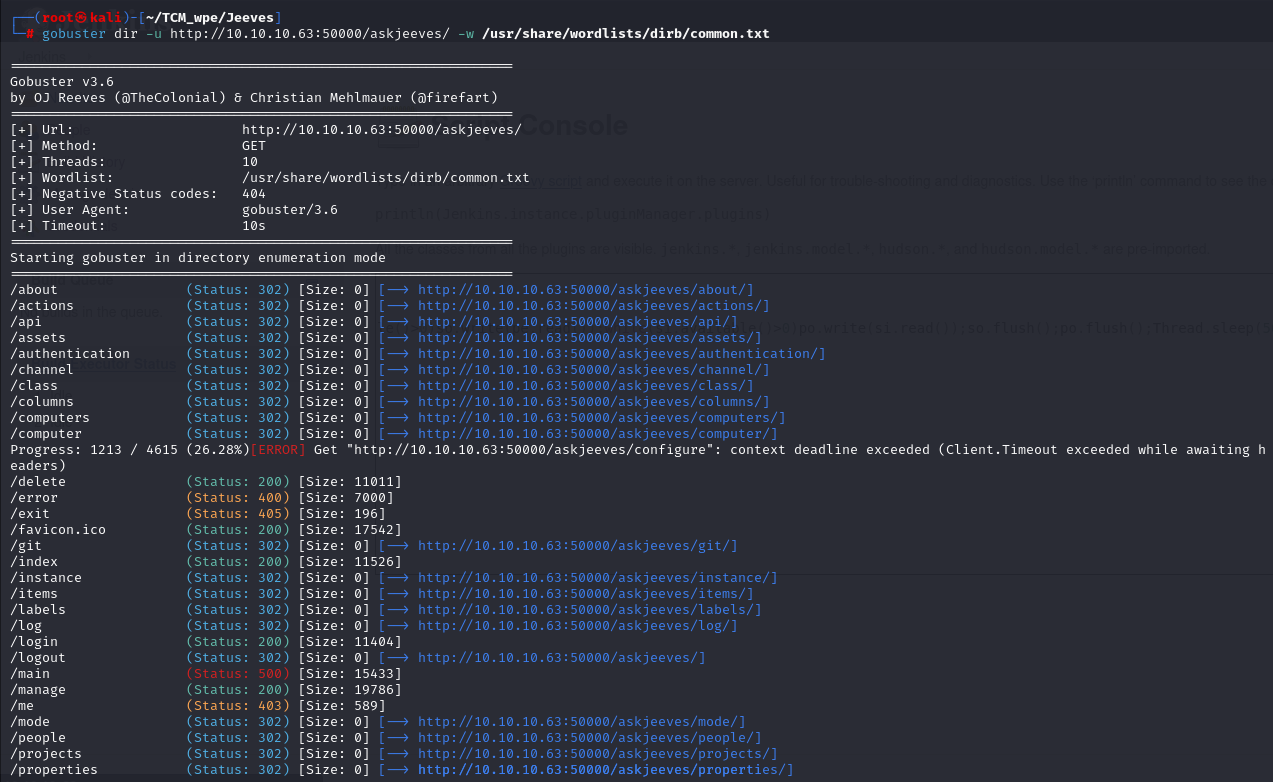 ┌──(root㉿kali)-[~/TCM_wpe/Jeeves]
└─# gobuster dir -u http://10.10.10.63:50000/askjeeves/ -w /usr/share/wordlists/dirb/common.txt
===============================================================
Gobuster v3.6
by OJ Reeves (@TheColonial) & Christian Mehlmauer (@firefart)
===============================================================
[+] Url: http://10.10.10.63:50000/askjeeves/
[+] Method: GET
[+] Threads: 10
[+] Wordlist: /usr/share/wordlists/dirb/common.txt
[+] Negative Status codes: 404
[+] User Agent: gobuster/3.6
[+] Timeout: 10s
===============================================================
Starting gobuster in directory enumeration mode
===============================================================
/about (Status: 302) [Size: 0] [--> http://10.10.10.63:50000/askjeeves/about/]
/actions (Status: 302) [Size: 0] [--> http://10.10.10.63:50000/askjeeves/actions/]
/api (Status: 302) [Size: 0] [--> http://10.10.10.63:50000/askjeeves/api/]
/assets (Status: 302) [Size: 0] [--> http://10.10.10.63:50000/askjeeves/assets/]
/authentication (Status: 302) [Size: 0] [--> http://10.10.10.63:50000/askjeeves/authentication/]
/channel (Status: 302) [Size: 0] [--> http://10.10.10.63:50000/askjeeves/channel/]
/class (Status: 302) [Size: 0] [--> http://10.10.10.63:50000/askjeeves/class/]
/columns (Status: 302) [Size: 0] [--> http://10.10.10.63:50000/askjeeves/columns/]
/computers (Status: 302) [Size: 0] [--> http://10.10.10.63:50000/askjeeves/computers/]
/computer (Status: 302) [Size: 0] [--> http://10.10.10.63:50000/askjeeves/computer/]
Progress: 1213 / 4615 (26.28%)[ERROR] Get "http://10.10.10.63:50000/askjeeves/configure": context deadline exceeded (Client.Timeout exceeded while awaiting h
eaders)
/delete (Status: 200) [Size: 11011]
/error (Status: 400) [Size: 7000]
/exit (Status: 405) [Size: 196]
/favicon.ico (Status: 200) [Size: 17542]
/git (Status: 302) [Size: 0] [--> http://10.10.10.63:50000/askjeeves/git/]
/index (Status: 200) [Size: 11526]
/instance (Status: 302) [Size: 0] [--> http://10.10.10.63:50000/askjeeves/instance/]
/items (Status: 302) [Size: 0] [--> http://10.10.10.63:50000/askjeeves/items/]
/labels (Status: 302) [Size: 0] [--> http://10.10.10.63:50000/askjeeves/labels/]
/log (Status: 302) [Size: 0] [--> http://10.10.10.63:50000/askjeeves/log/]
/login (Status: 200) [Size: 11404]
/logout (Status: 302) [Size: 0] [--> http://10.10.10.63:50000/askjeeves/]
/main (Status: 500) [Size: 15433]
/manage (Status: 200) [Size: 19786]
/me (Status: 403) [Size: 589]
/mode (Status: 302) [Size: 0] [--> http://10.10.10.63:50000/askjeeves/mode/]
/people (Status: 302) [Size: 0] [--> http://10.10.10.63:50000/askjeeves/people/]
/projects (Status: 302) [Size: 0] [--> http://10.10.10.63:50000/askjeeves/projects/]
/properties (Status: 302) [Size: 0] [--> http://10.10.10.63:50000/askjeeves/properties/]